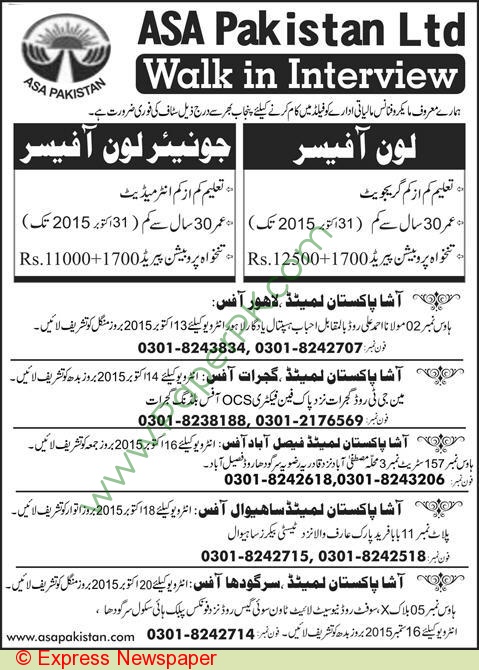 ASA Pakistan Ltd
ASA PAKISTAN
Walk in Interview
ہمارے معروف مائیکرو فنانس مالیاتی ادارے کو فیلڈ میں کام کرنے کیلئے پنجاب بھر سے درج ذیل سٹاف کی فوری ضرورت ہے۔
لون آفیسر
تعلیم کم از کم گریجویٹ
عمر 30 سال سے کم (31 اکتوبر 2015 تک)
تنخواہ پروبیشن پیریڈ Rs.12500+1700
جونیئر لون آفیسر
تعلیم کم از کم انٹرمیڈیٹ
عمر 30 سال سے کم (31 اکتوبر 2015 تک)
تنخواہ پروبیشن پیریڈ Rs.11000+1700
آشا پاکستان لمیٹڈ، لاہور آفس:
ہاؤس نمبر 02 مولانا احمد علی روڈ بالمقابل احباب ہسپتال یادگار لاہور انٹرویو کیلئے 13 اکتوبر 2015 بروز منگل کو تشریف لائیں۔
فون نمبر: 0301-8243834, 0301-8242707
آشا پاکستان لمیٹڈ، گجرات آفس: انٹرویو کیلئے 14 اکتوبر 2015 بروز بدھ کو تشریف لائیں۔
مین جی ٹی روڈ گجرات نزد پاک فین فیکٹری OCS آفس بلڈنگ گجرات
فون نمبر: 0301-8238188, 0301-2176569
آشا پاکستان لمیٹڈ فیصل آباد آفس: انٹرویو کیلئے 16 اکتوبر 2015 بروز جمعہ کو تشریف لائیں۔
ہاؤس نمبر 157 سٹریٹ نمبر 3 محلہ مصطفیٰ آباد نزد قادریہ رضویہ سرگودھا روڈ فیصل آباد۔
فون نمبر: 0301-8242618, 0301-8243206
آشا پاکستان لمیٹڈ ساہیوال آفس: انٹرویو کیلئے 18 اکتوبر 2015 بروز اتوار کو تشریف لائیں۔
پلاٹ نمبر 11 بابا فرید پارک عارف والا نزد ٹیسٹی بیکرز ساہیوال
فون نمبر: 0301-8242715, 0301-8242518
آشا پاکستان لمیٹڈ، سرگودھا آفس: انٹرویو کیلئے 20 اکتوبر 2015 بروز منگل کو تشریف لائیں۔
ہاؤس نمبر 05 بلاک X، سوفٹ روڈ نیو سیٹلائیٹ ٹاؤن سوئی گیس روڈ نزد فونکس پبلک ہائی سکول سرگودھا،
انٹرویو کیلئے 16 ستمبر 2015 بروز بدھ کو تشریف لائیں۔ فون نمبر: 0301-8242714
www.asapakistan.com
www.PaperPk.com
© Express Newspaper